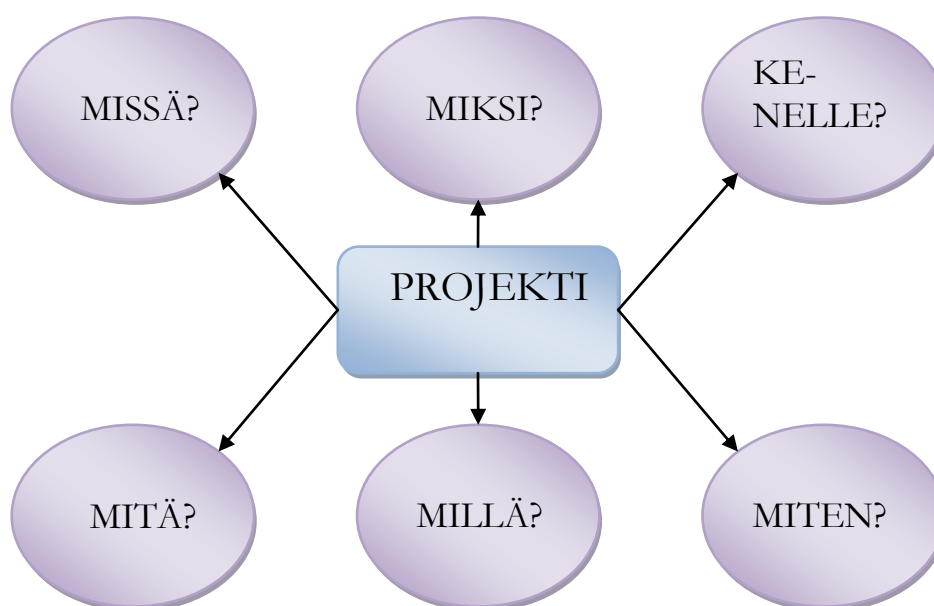 MISSÄ?
MIKSI?
KE-
NELLE?
PROJEKTI
MITÄ?
MILLÄ?
MITEN?